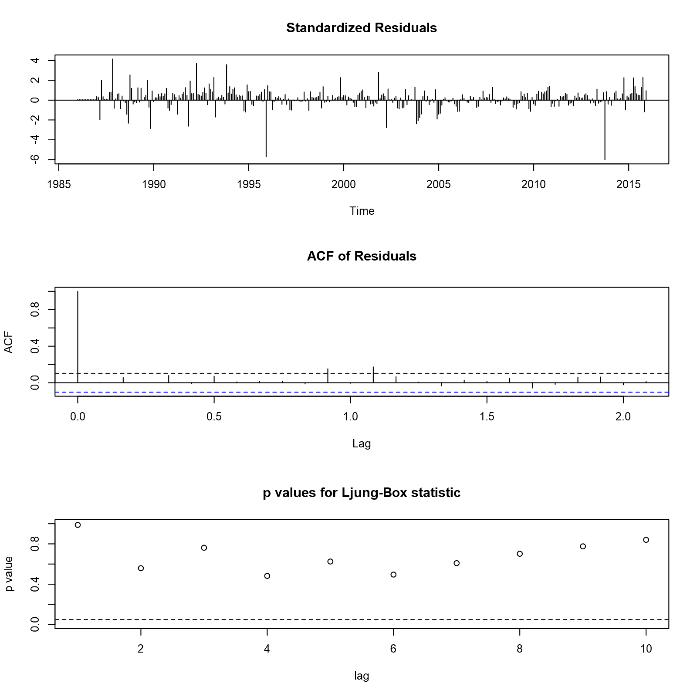 Standardized Residuals
4
2
0
-2
-4
-6
1985 1990 1995 2000 2005 2010 2015
Time
ACF of Residuals
ACF
0.8
0.4
0.0
0.0 0.5 1.0 1.5 2.0
Lag
p values for Ljung-Box statistic
p value
0.8
0.4
0.0
2 4 6 8 10
lag